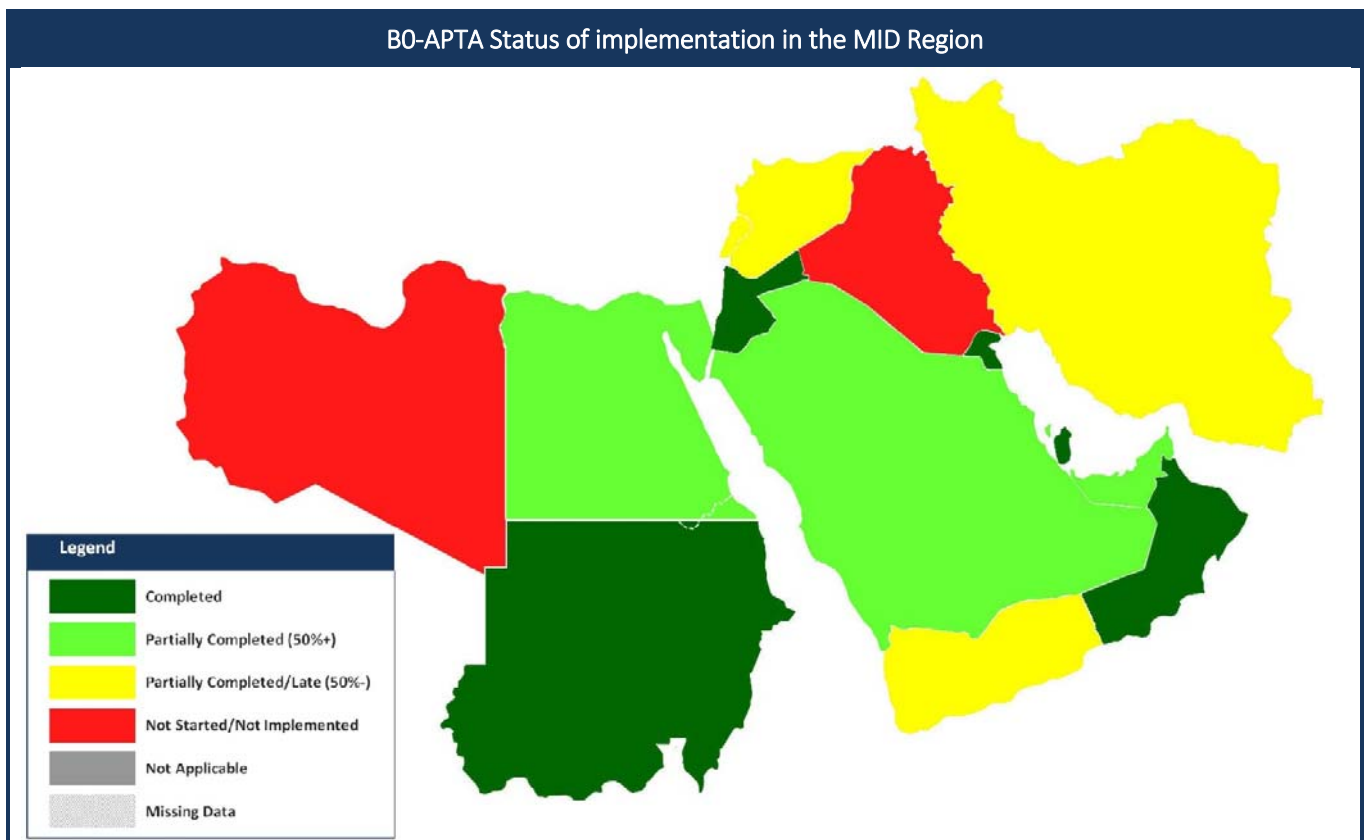 B0-APTA Status of implementation in the MID Region
Legend
Completed
Partially Completed (50%+)
Partially Completed/Late (50%-)
Not Started/Not Implemented
Not Applicable
Missing Data